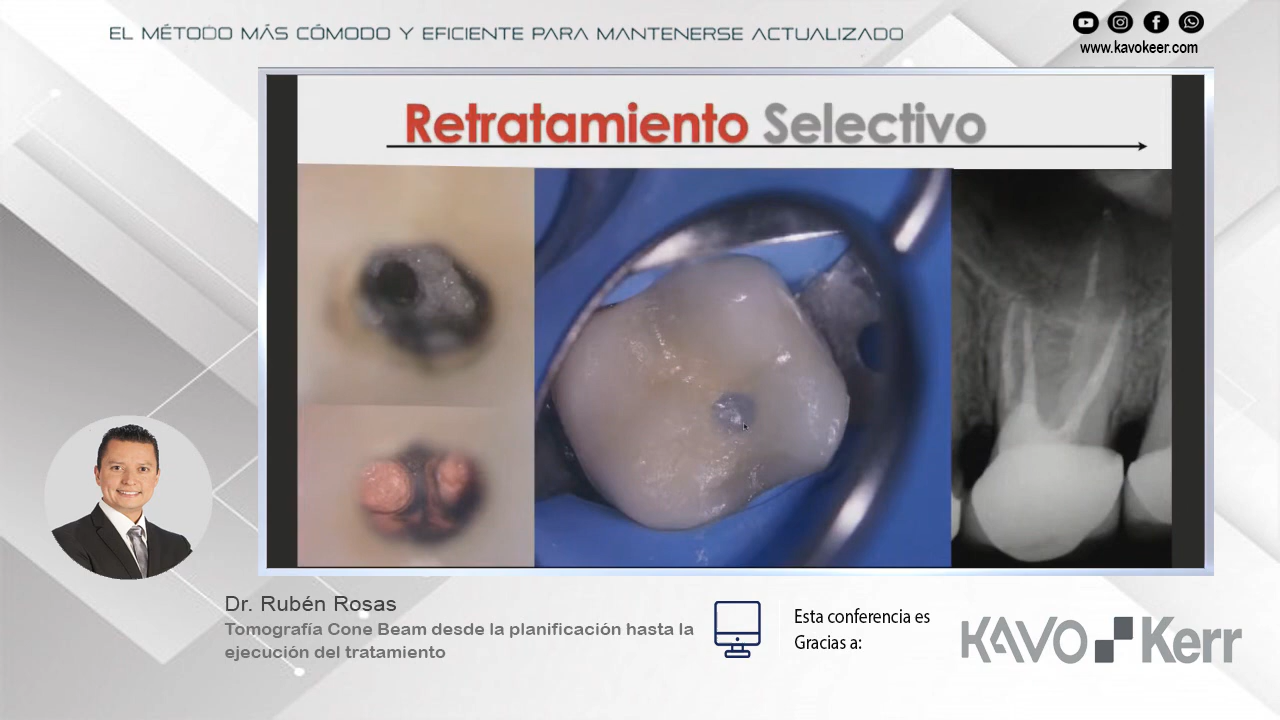 EL MÉTODO MÁS CÓMODO Y EFICIENTE PARA MANTENERSE ACTUALIZADO
www.kavokeer.com
Retratamiento Selectivo
Dr. Rubén Rosas
Tomografía Cone Beam desde la planificación hasta la
ejecución del tratamiento
Esta conferencia es
Gracias a:
KAVO Kerr